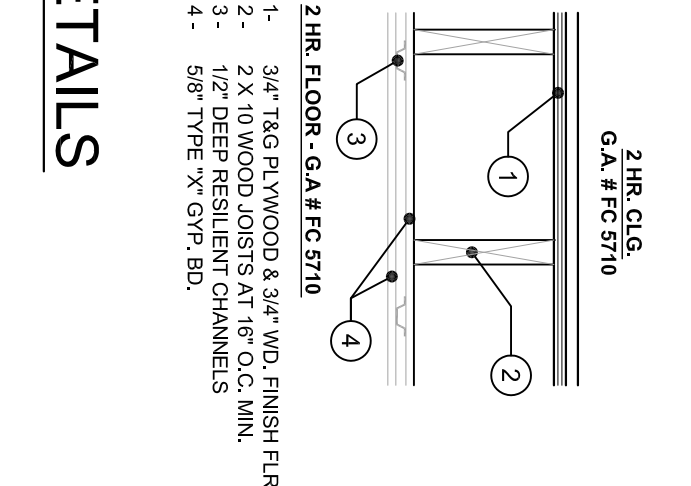 2 HR. CLG.
G.A. # FC 5710
1
2
3
4
2 HR. FLOOR - G.A # FC 5710
1- 3/4" T&G PLYWOOD & 3/4" WD. FINISH FLR
2 - 2 X 10 WOOD JOISTS AT 16" O.C. MIN.
3 - 1/2" DEEP RESILIENT CHANNELS
4 - 5/8" TYPE "X" GYP. BD.
ETAILS